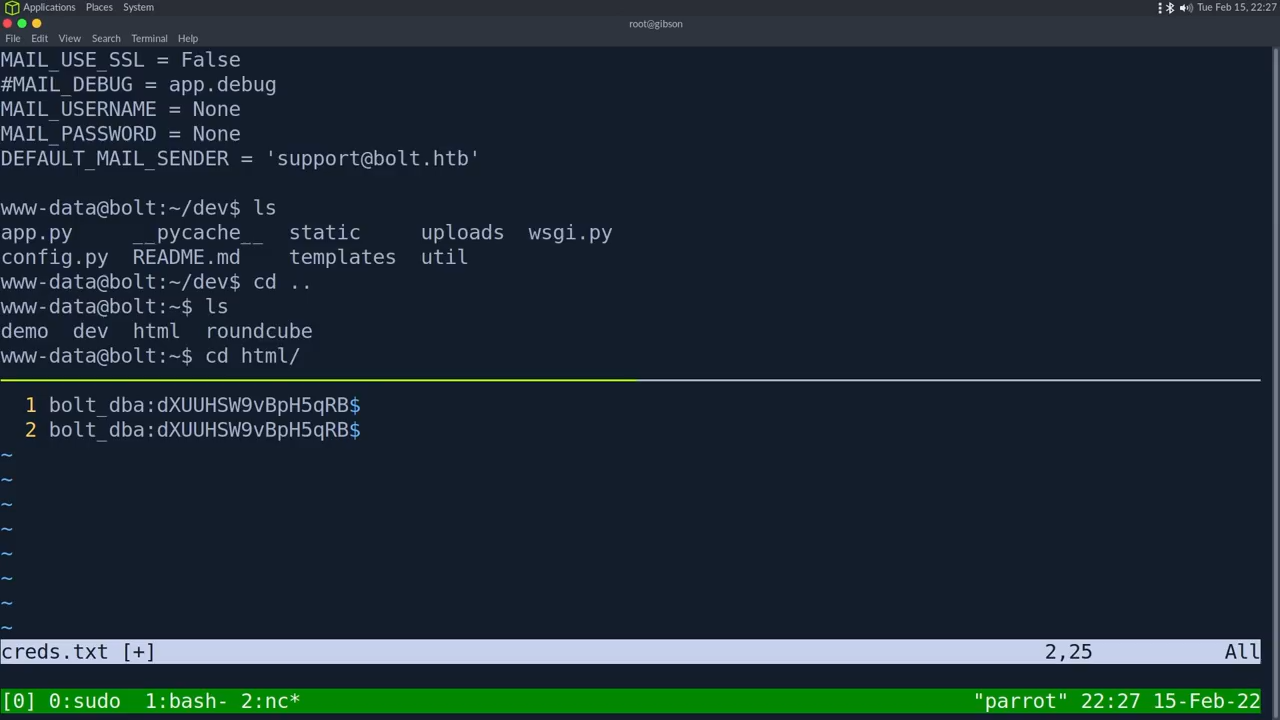 Applications Places System
Tue Feb 15, 22:27
root@gibson
File Edit View Search Terminal Help
MAIL_USE_SSL = False
#MAIL_DEBUG = app.debug
MAIL_USERNAME = None
MAIL_PASSWORD = None
DEFAULT_MAIL_SENDER = 'support@bolt.htb'
www-data@bolt:~/dev$ ls
app.py __pycache__ static uploads wsgi.py
config.py README.md templates util
www-data@bolt:~/dev$ cd ..
www-data@bolt:~$ ls
demo dev html roundcube
www-data@bolt:~$ cd html/
1 bolt_dba:dXUUHSW9vBpH5qRB$
2 bolt_dba:dXUUHSW9vBpH5qRB$
~
~
~
~
~
~
~
~
creds.txt [+] 2,25 All
[0] 0:sudo 1:bash- 2:nc* "parrot" 22:27 15-Feb-22